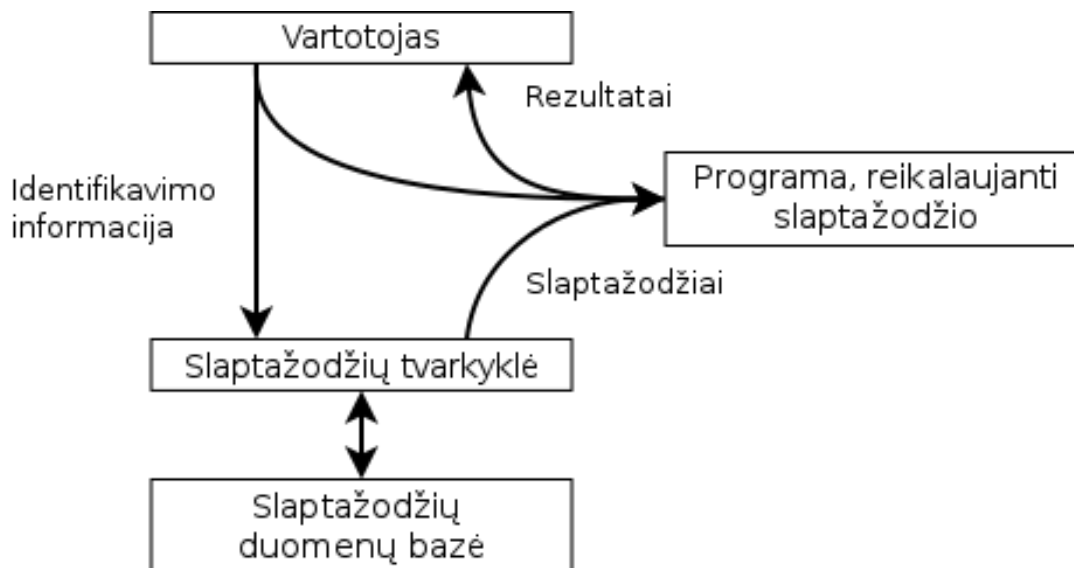 Vartotojas
Rezultatai
Identifikavimo
informacija
Programa, reikalaujanti
slaptažodžio
Slaptažodžiai
Slaptažodžių tvarkyklė
Slaptažodžių
duomenų bazė